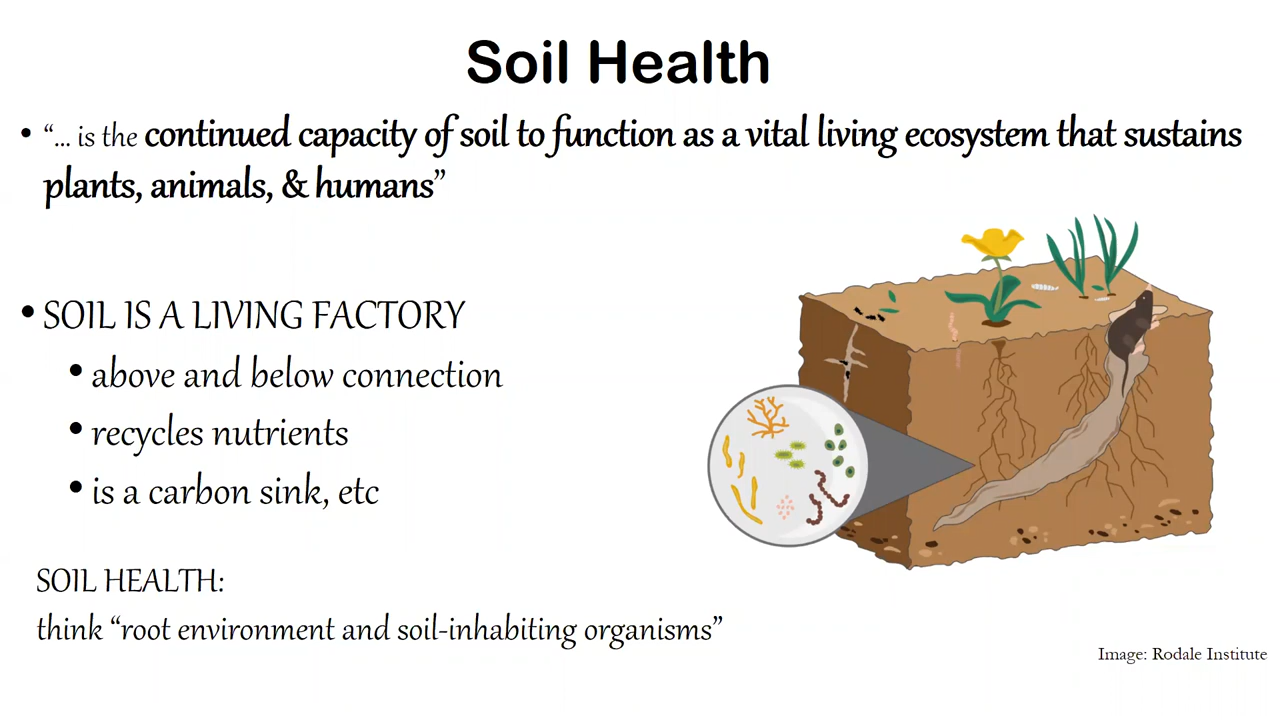 Soil Health
• “... is the continued capacity of soil to function as a vital living ecosystem that sustains
plants, animals, & humans”
• SOIL IS A LIVING FACTORY
• above and below connection
• recycles nutrients
• is a carbon sink, etc
SOIL HEALTH:
think “root environment and soil-inhabiting organisms”
Image: Rodale Institute